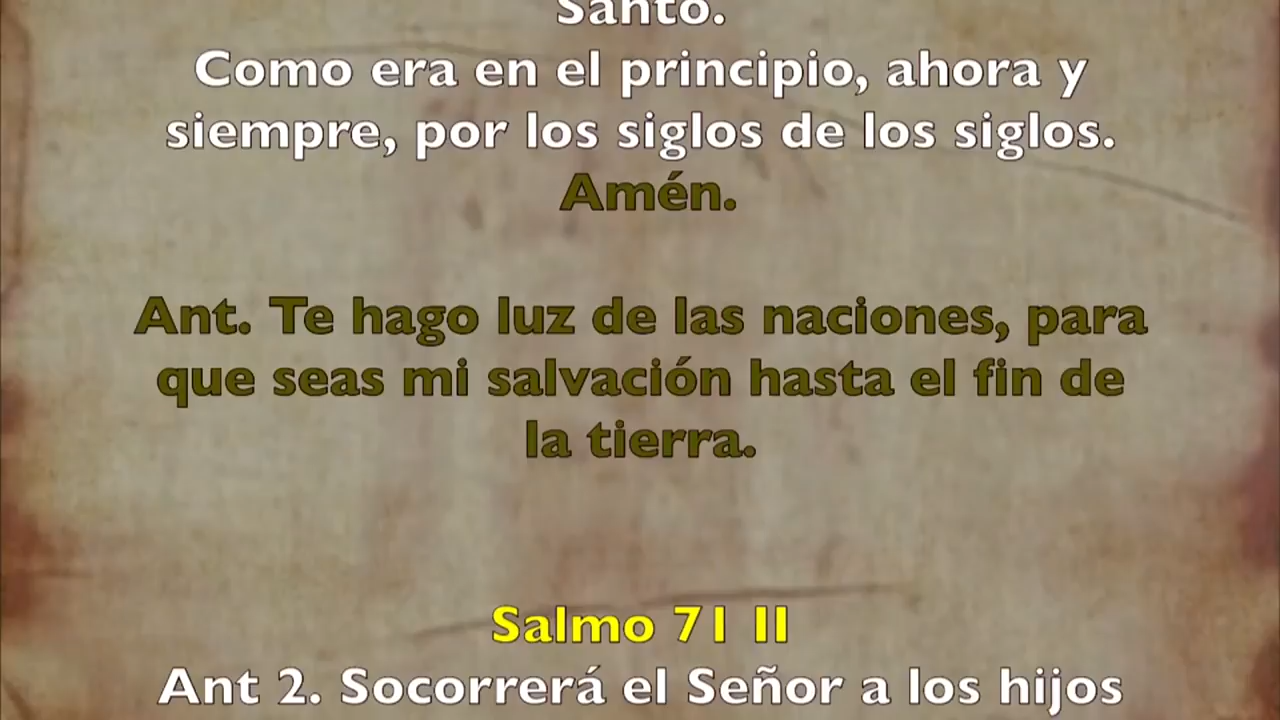 Santo.
Como era en el principio, ahora y
siempre, por los siglos de los siglos.
Amén.
Ant. Te hago luz de las naciones, para
que seas mi salvación hasta el fin de
la tierra.
Salmo 71 II
Ant 2. Socorrerá el Señor a los hijos